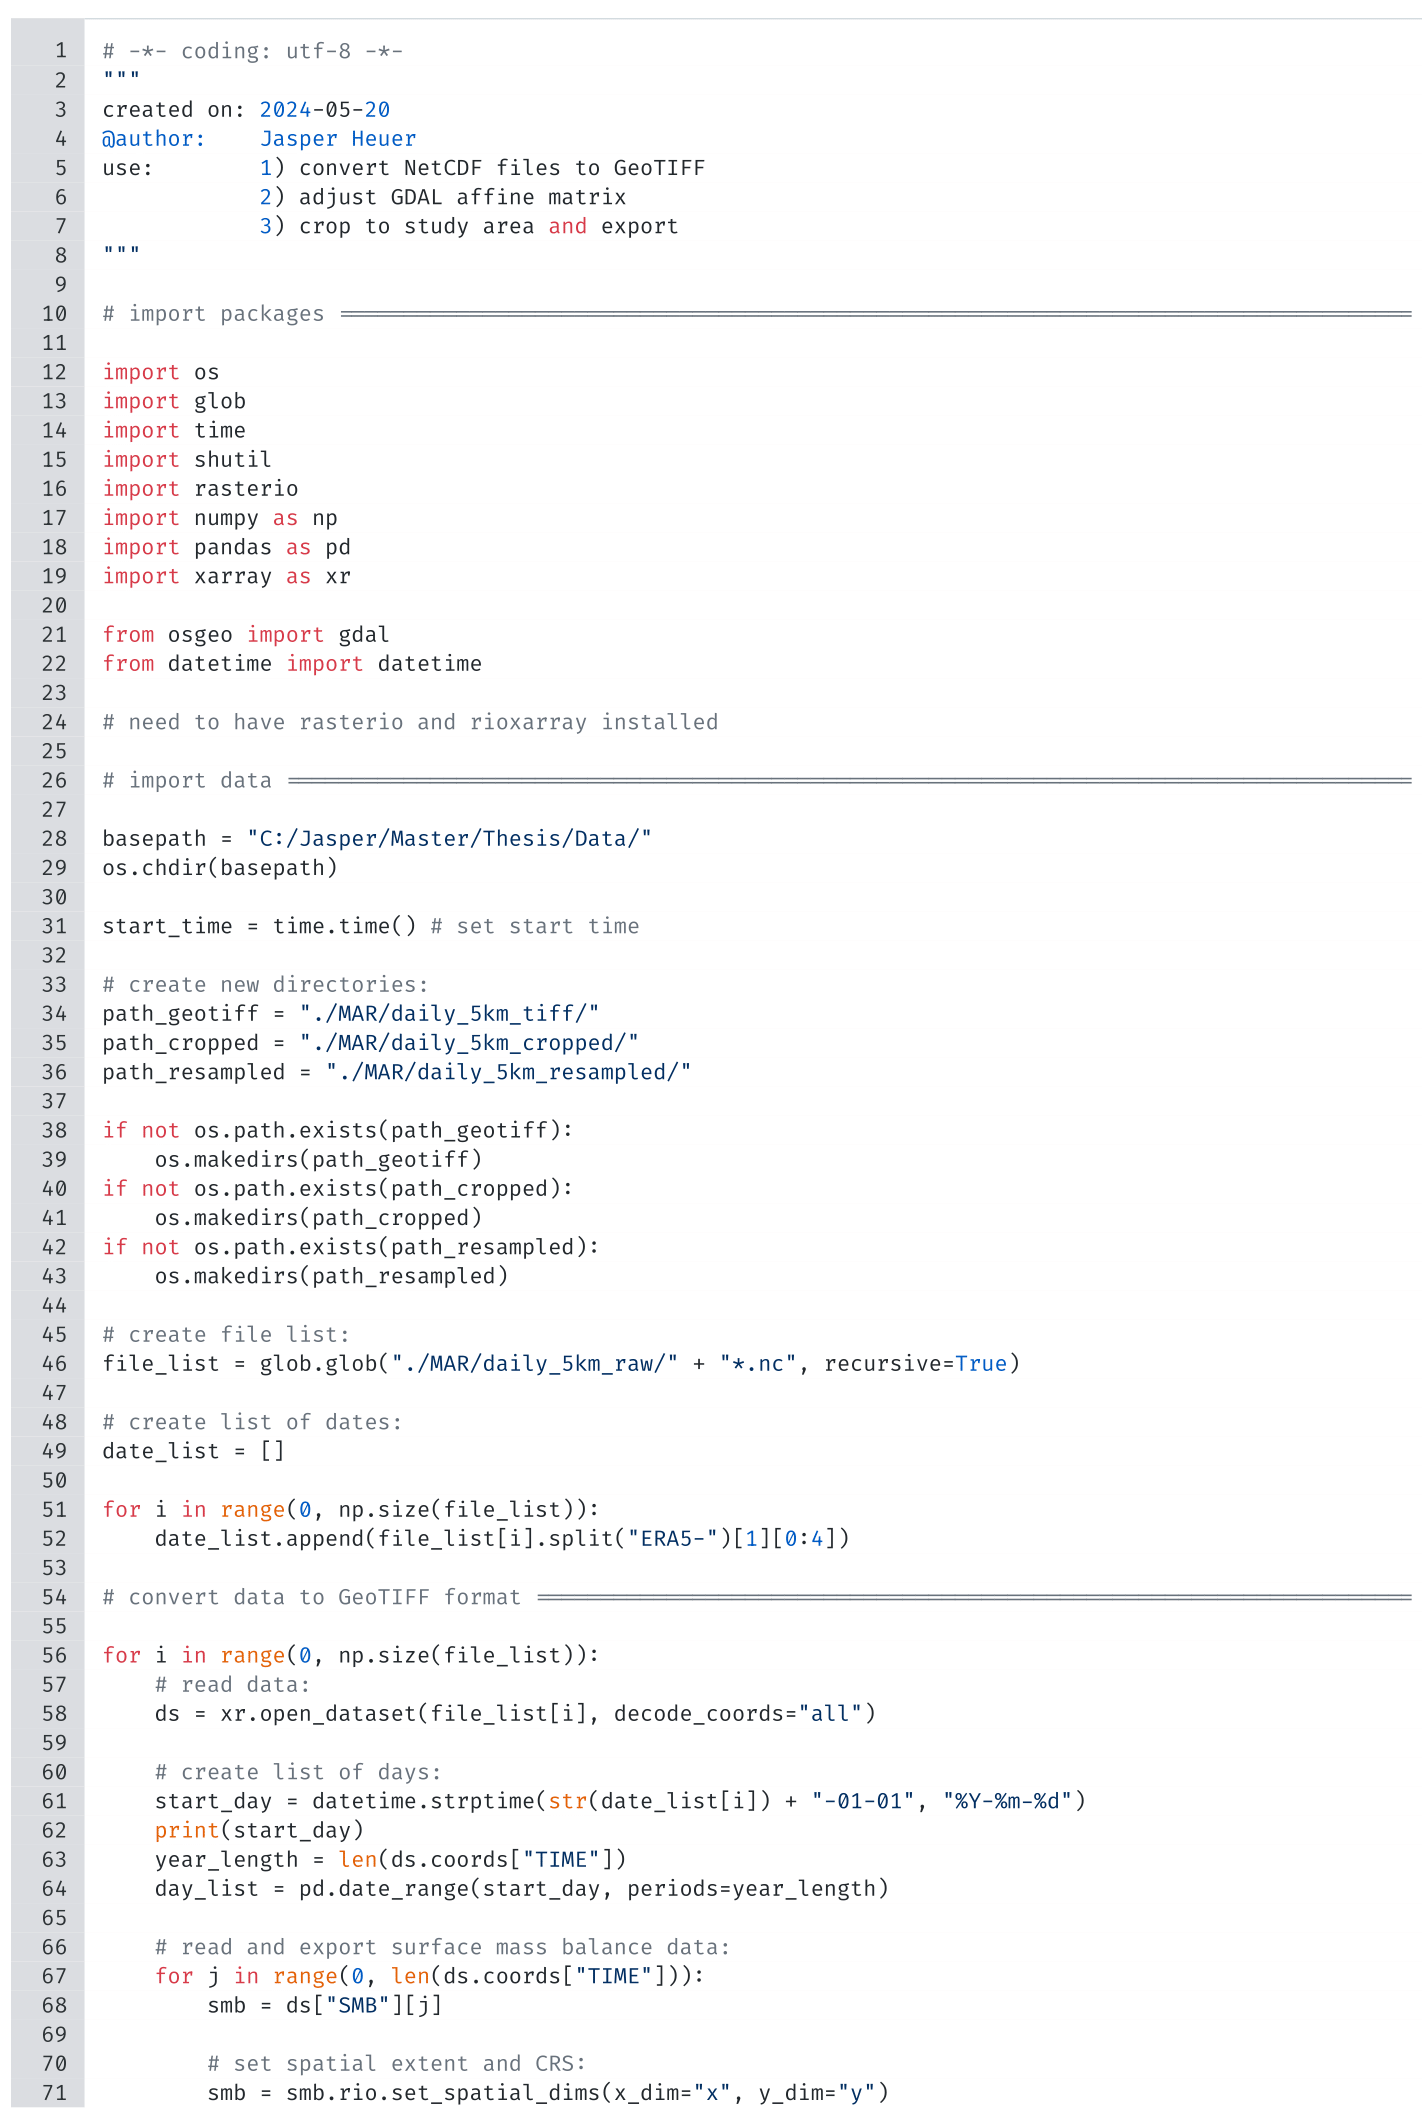 1 # -*- coding: utf-8 -*-
2 """
3 created on: 2024-05-20
4 @author:    Jasper Heuer
5 use:        1) convert NetCDF files to GeoTIFF
6             2) adjust GDAL affine matrix
7             3) crop to study area and export
8 """
9
10 # import packages ==================================================================================
11
12 import os
13 import glob
14 import time
15 import shutil
16 import rasterio
17 import numpy as np
18 import pandas as pd
19 import xarray as xr
20
21 from osgeo import gdal
22 from datetime import datetime
23
24 # need to have rasterio and rioxarray installed
25
26 # import data ======================================================================================
27
28 basepath = "C:/Jasper/Master/Thesis/Data/"
29 os.chdir(basepath)
30
31 start_time = time.time() # set start time
32
33 # create new directories:
34 path_geotiff = "./MAR/daily_5km_tiff/"
35 path_cropped = "./MAR/daily_5km_cropped/"
36 path_resampled = "./MAR/daily_5km_resampled/"
37
38 if not os.path.exists(path_geotiff):
39     os.makedirs(path_geotiff)
40 if not os.path.exists(path_cropped):
41     os.makedirs(path_cropped)
42 if not os.path.exists(path_resampled):
43     os.makedirs(path_resampled)
44
45 # create file list:
46 file_list = glob.glob("./MAR/daily_5km_raw/" + "*.nc", recursive=True)
47
48 # create list of dates:
49 date_list = []
50
51 for i in range(0, np.size(file_list)):
52     date_list.append(file_list[i].split("ERA5-")[1][0:4])
53
54 # convert data to GeoTIFF format ===================================================================
55
56 for i in range(0, np.size(file_list)):
57     # read data:
58     ds = xr.open_dataset(file_list[i], decode_coords="all")
59
60     # create list of days:
61     start_day = datetime.strptime(str(date_list[i]) + "-01-01", "%Y-%m-%d")
62     print(start_day)
63     year_length = len(ds.coords["TIME"])
64     day_list = pd.date_range(start_day, periods=year_length)
65
66     # read and export surface mass balance data:
67     for j in range(0, len(ds.coords["TIME"])):
68         smb = ds["SMB"][j]
69
70         # set spatial extent and CRS:
71         smb = smb.rio.set_spatial_dims(x_dim="x", y_dim="y")